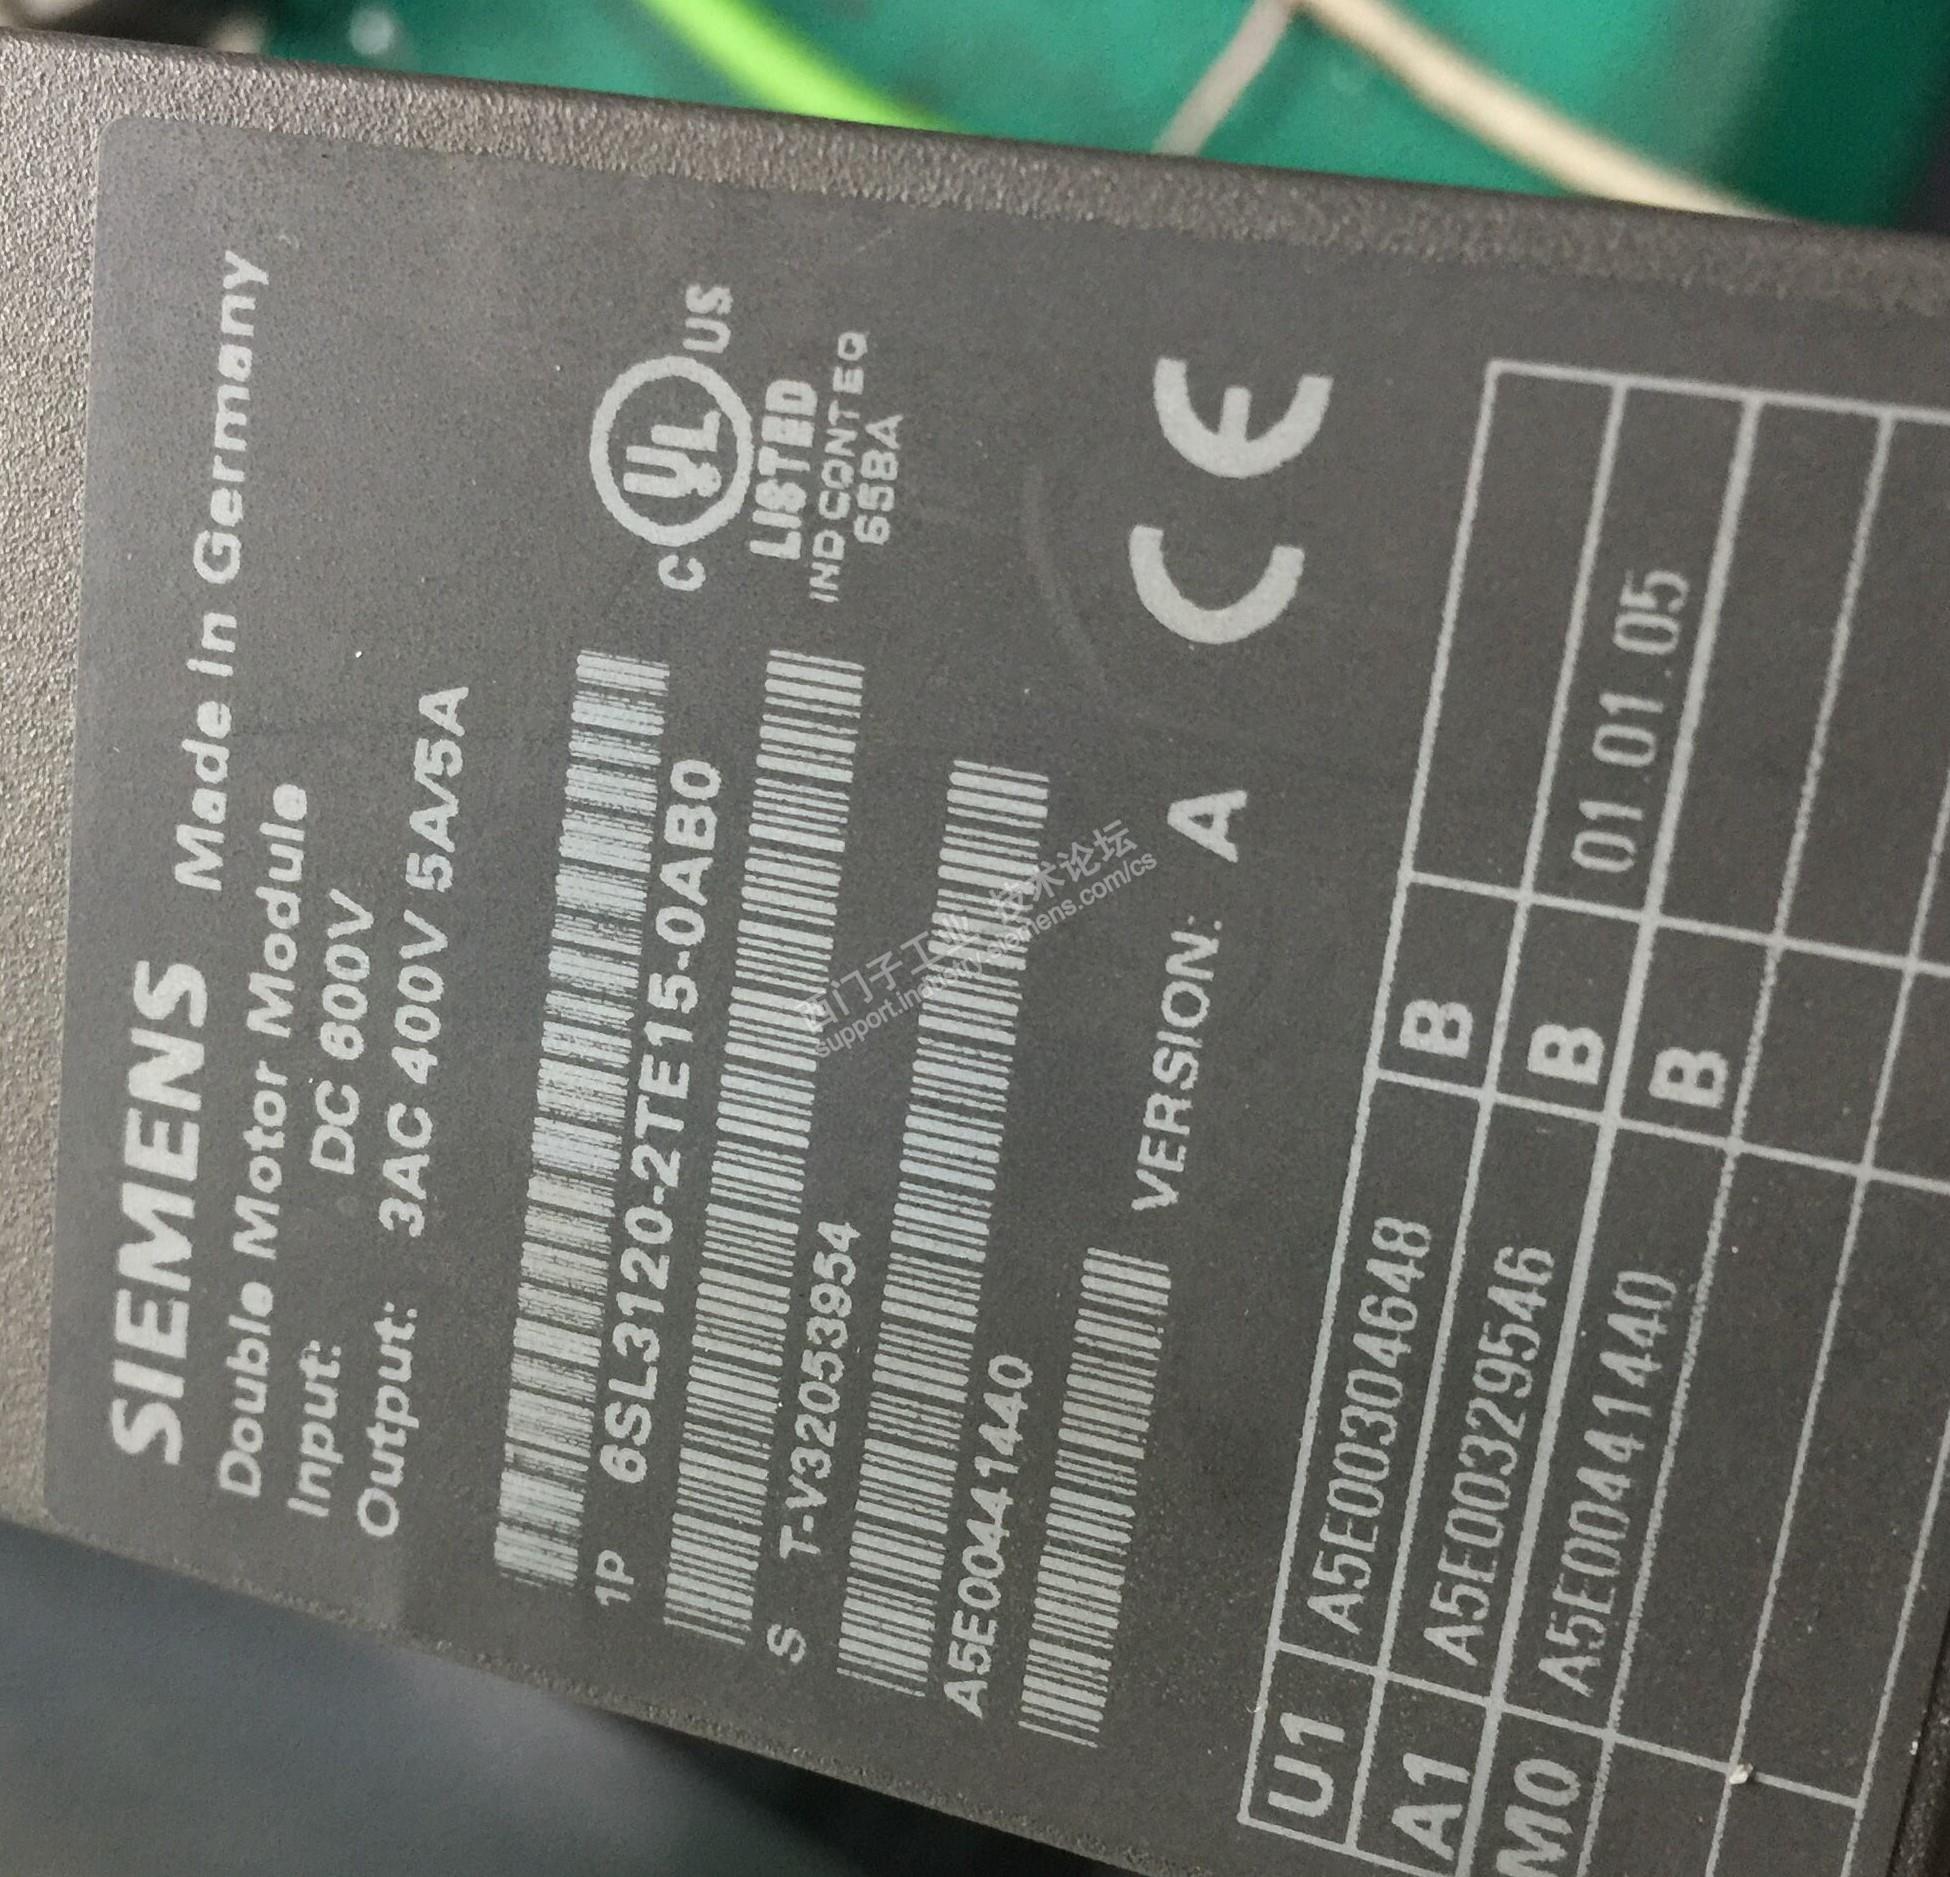 SIEMENS Made in Germany
Double Motor Module
Input: DC 600V
Output: 3AC 400V 5A/5A
1P 6SL3120-2TE15-0AB0
C UL US
LISTED
IND CONT EQ
65BA
S T-V32053954
A5E00441440
VERSION: A
CE
U1 A5E00304648 B
A1 A5E00329546 B 01.01.05
M0 A5E00441440 B
西门子工业 技术论坛
support.industry.siemens.com/cs